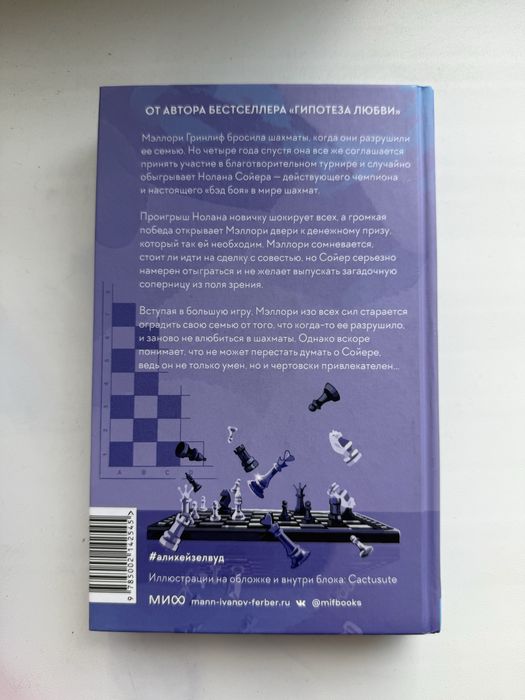 ОТ АВТОРА БЕСТСЕЛЛЕРА «ГИПОТЕЗА ЛЮБВИ»
Мэллори Гринлиф бросила шахматы, когда они разрушили
ее семью. Но четыре года спустя она все же соглашается
принять участие в благотворительном турнире и случайно
обыгрывает Нолана Сойера — действующего чемпиона
и настоящего «бэд боя» в мире шахмат.
Проигрыш Нолана новичку шокирует всех, а громкая
победа открывает Мэллори двери к денежному призу,
который так ей необходим. Мэллори сомневается,
стоит ли идти на сделку с совестью, но Сойер серьезно
намерен отыграться и не желает выпускать загадочную
соперницу из поля зрения.
Вступая в большую игру, Мэллори изо всех сил старается
оградить свою семью от того, что когда-то ее разрушило,
и заново не влюбиться в шахматы. Однако вскоре
понимает, что не может перестать думать о Сойере,
ведь он не только умен, но и чертовски привлекателен...
A B C D
9 785002 142545 >
#алихейзелвуд
Иллюстрации на обложке и внутри блока: Cactusute
МИФ mann-ivanov-ferber.ru @mifbooks